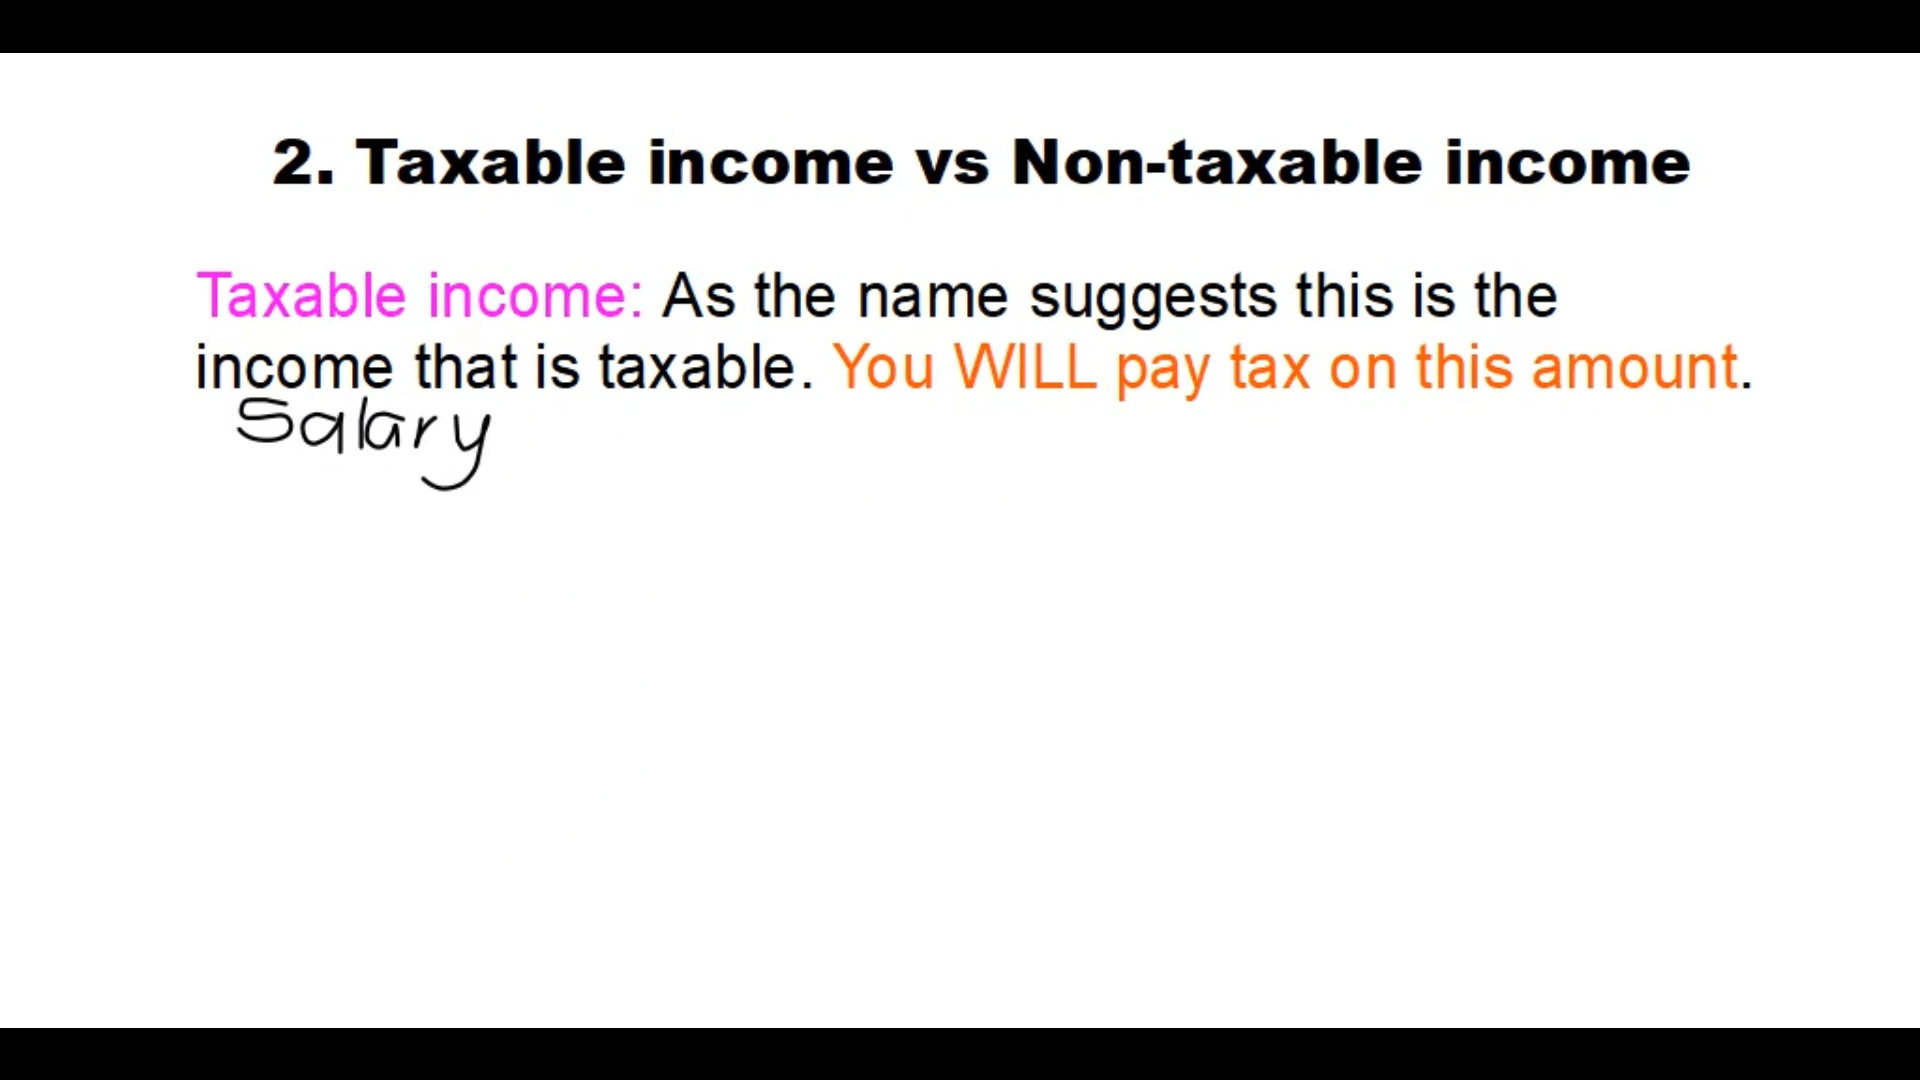 2. Taxable income vs Non-taxable income
Taxable income: As the name suggests this is the
income that is taxable. You WILL pay tax on this amount.
Salary